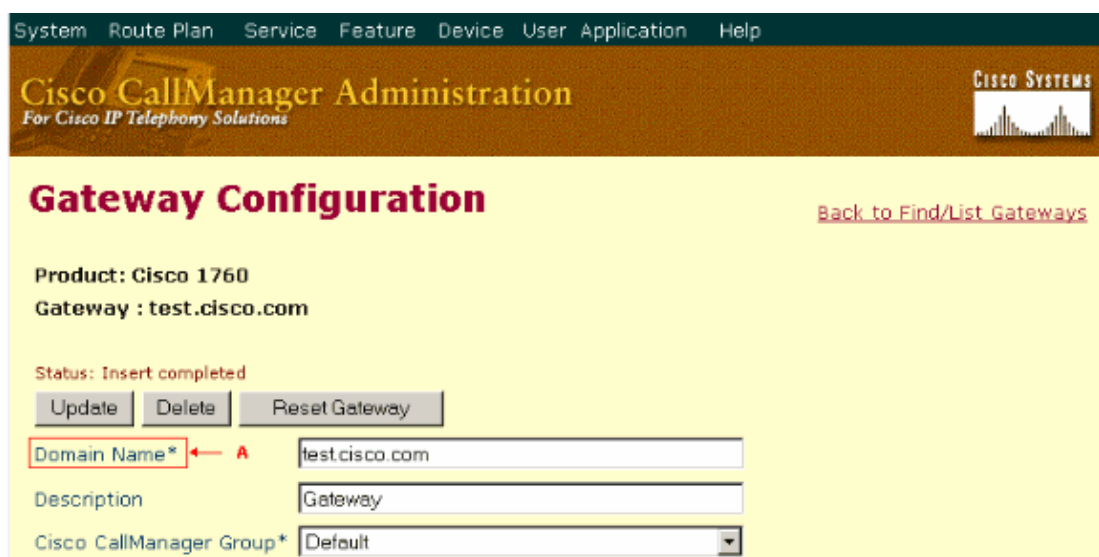 System Route Plan Service Feature Device User Application Help
Cisco CallManager Administration
For Cisco IP Telephony Solutions
CISCO SYSTEMS
Gateway Configuration
Back to Find/List Gateways
Product: Cisco 1760
Gateway : test.cisco.com
Status: Insert completed
Update Delete Reset Gateway
Domain Name* A test.cisco.com
Description Gateway
Cisco CallManager Group* Default